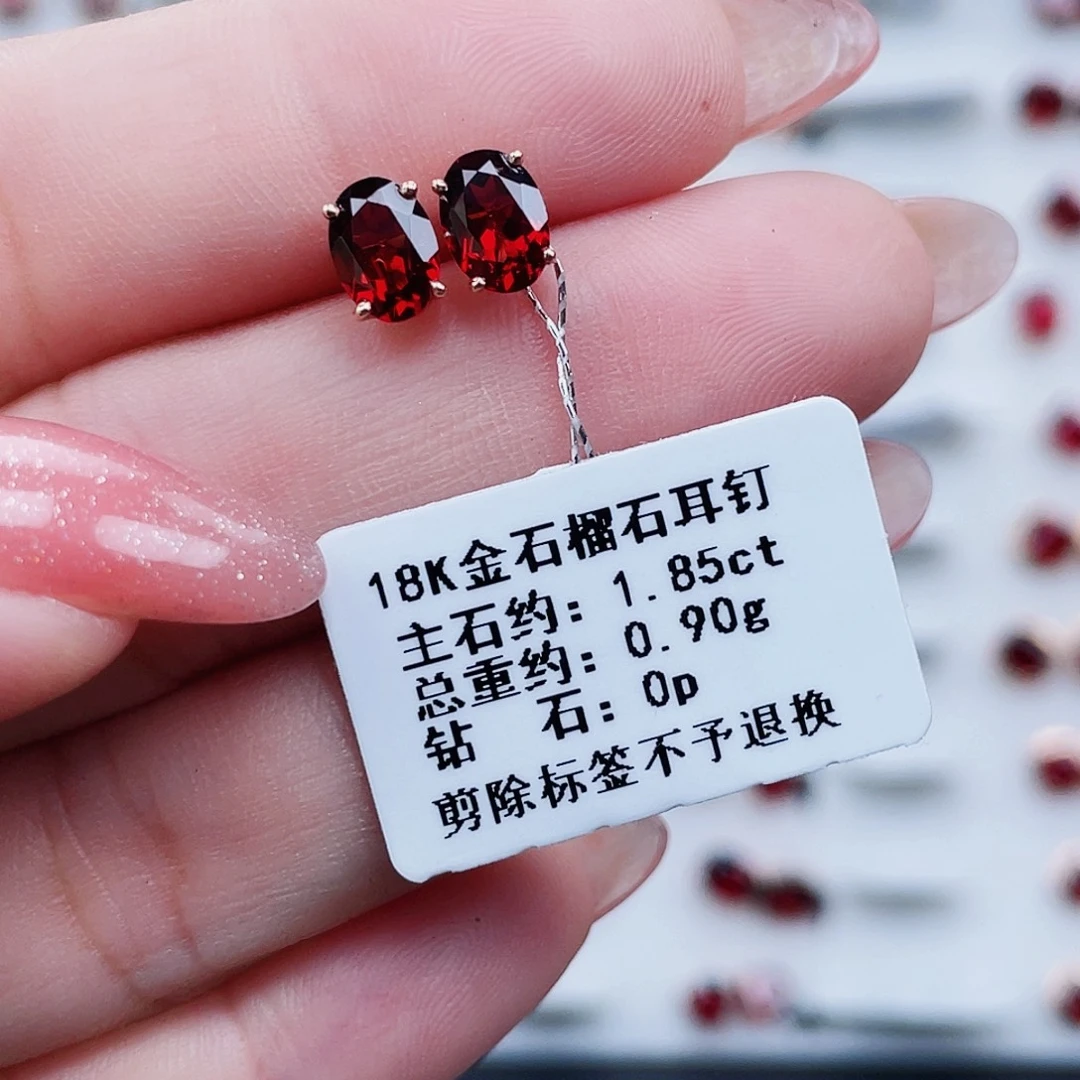 18K金石榴石耳钉
主石约: 1.85ct
总重约: 0.90g
钻 石: 0p
剪除标签不予退换